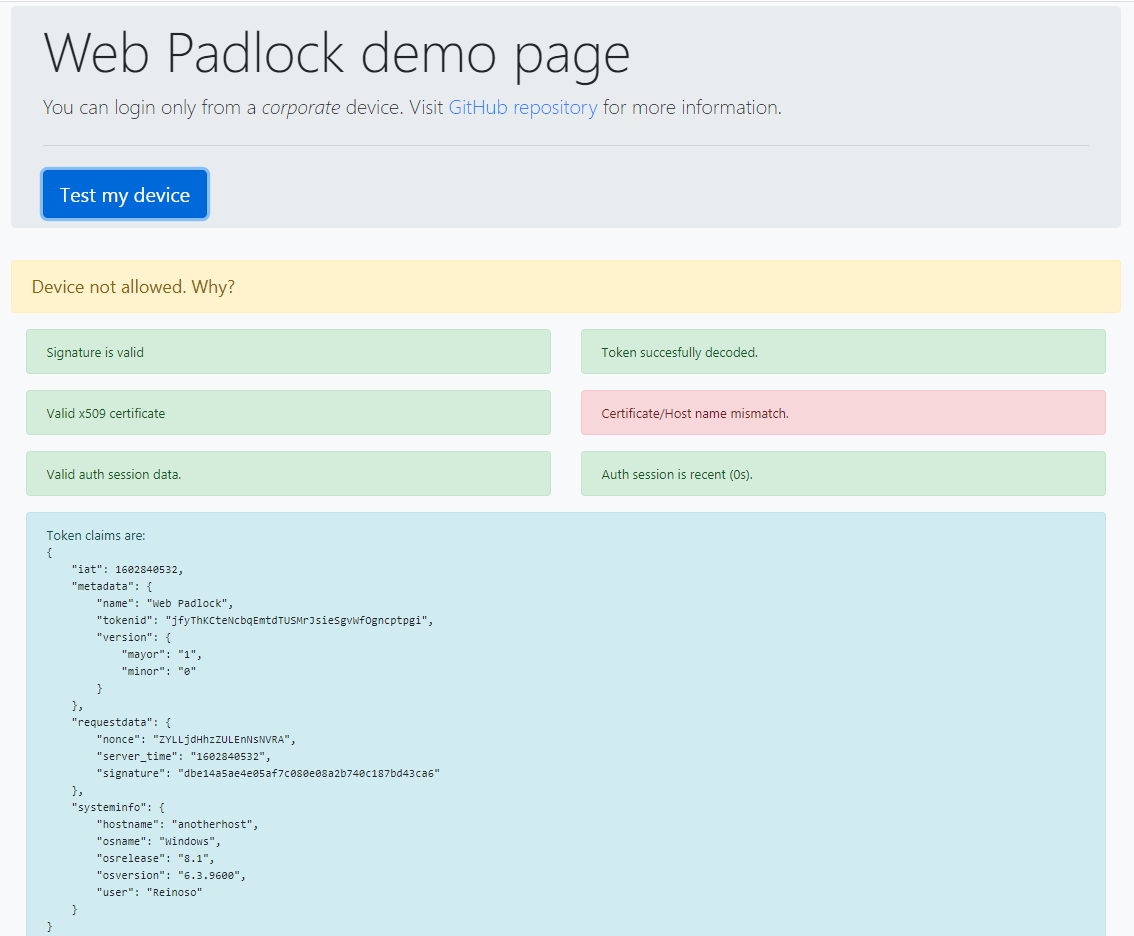 Web Padlock demo page
You can login only from a corporate device. Visit GitHub repository for more information.
Test my device
Device not allowed. Why?
Signature is valid
Token succesfully decoded.
Valid x509 certificate
Certificate/Host name mismatch.
Valid auth session data.
Auth session is recent (0s).
Token claims are:
{
    "iat": 1602840532,
    "metadata": {
        "name": "Web Padlock",
        "tokenid": "jfyThKCteNcbqEmtdTUSMrJsieSgvWfOgncptpgi",
        "version": {
            "mayor": "1",
            "minor": "0"
        }
    },
    "requestdata": {
        "nonce": "ZYLLjdHhzZULEnNsNVRA",
        "server_time": "1602840532",
        "signature": "dbe14a5ae4e05af7c080e08a2b740c187bd43ca6"
    },
    "systeminfo": {
        "hostname": "anotherhost",
        "osname": "Windows",
        "osrelease": "8.1",
        "osversion": "6.3.9600",
        "user": "Reinoso"
    }
}